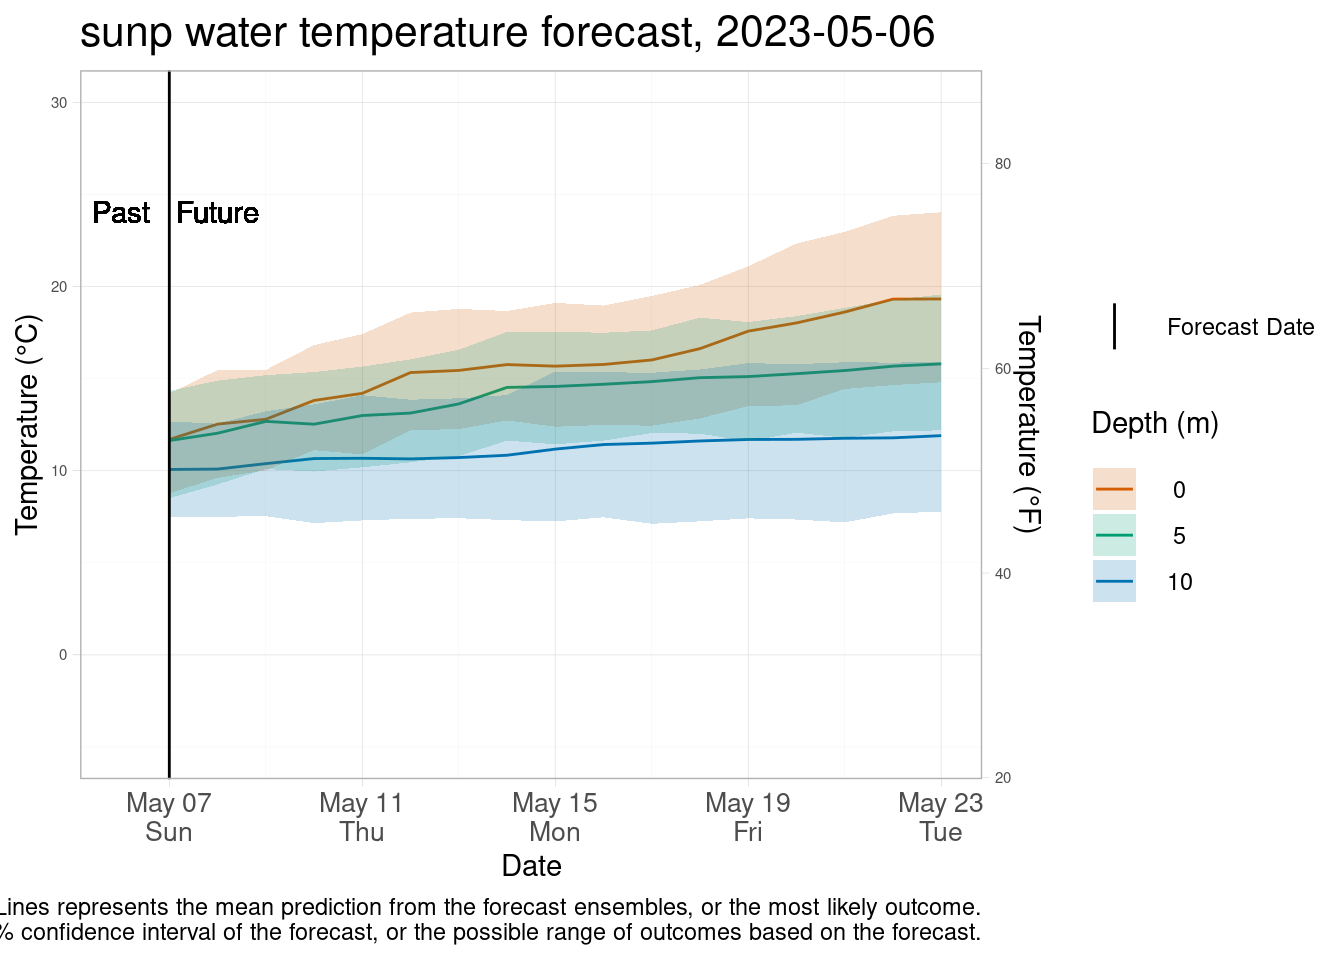 sunp water temperature forecast, 2023-05-06
30
20
10
0
Temperature (°C)
Past
Future
80
60
40
20
Temperature (°F)
May 07
Sun
May 11
Thu
May 15
Mon
May 19
Fri
May 23
Tue
Date
Forecast Date
Depth (m)
0
5
10
Lines represents the mean prediction from the forecast ensembles, or the most likely outcome.
% confidence interval of the forecast, or the possible range of outcomes based on the forecast.